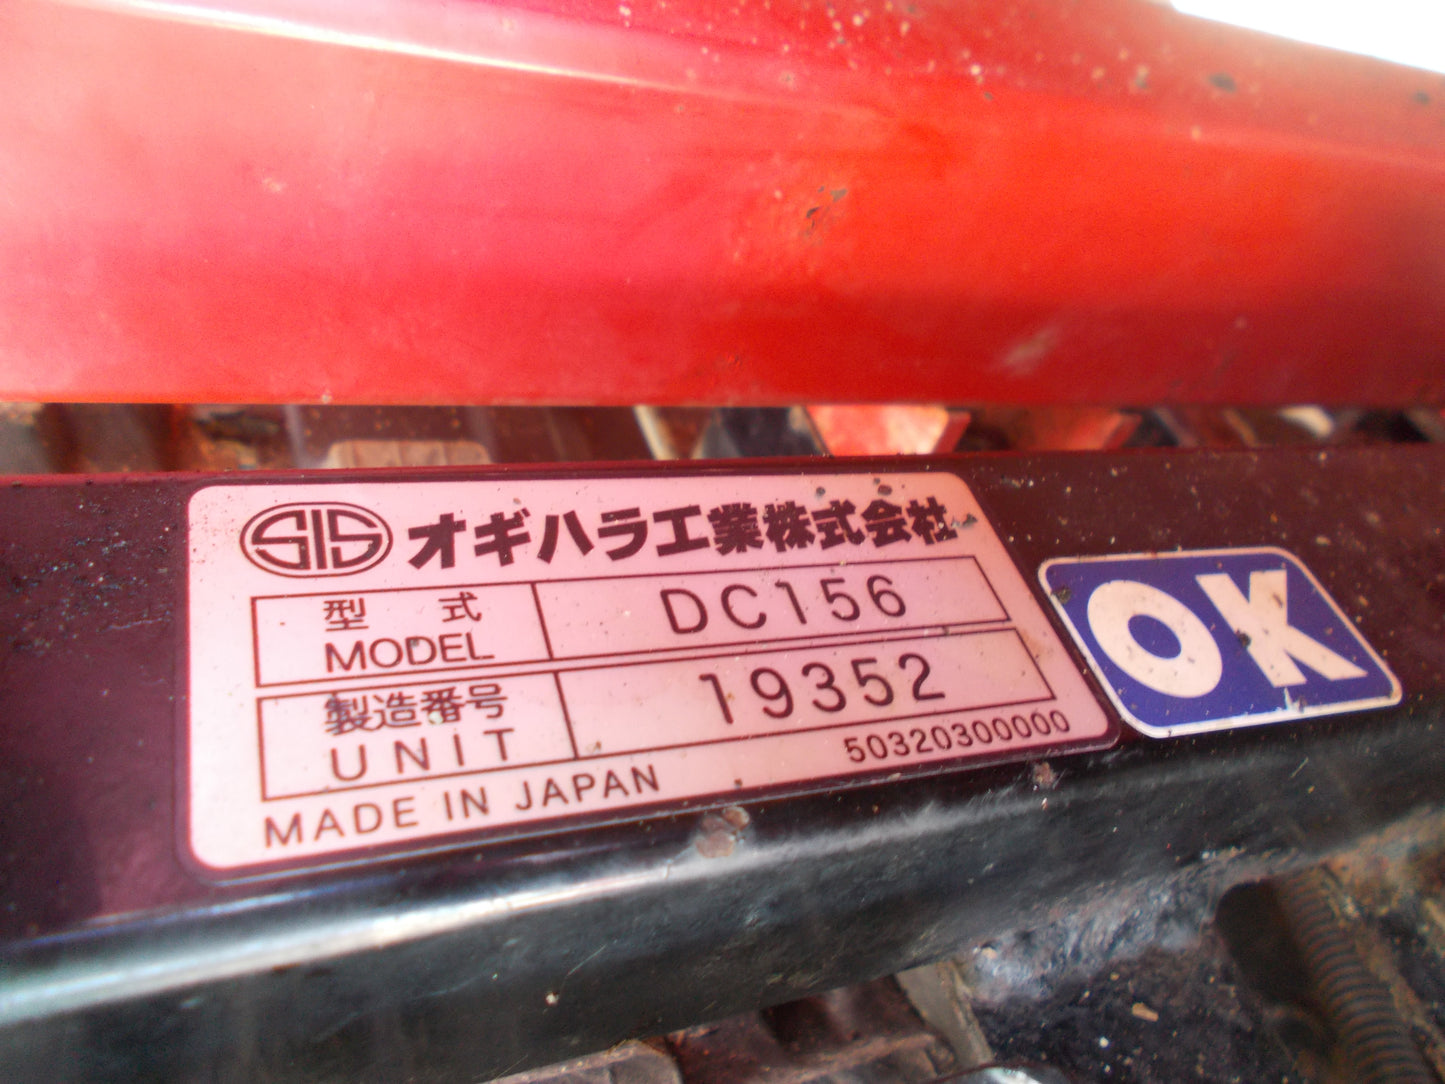 SIS オギハラ工業株式会社
型式 DC156
MODEL
製造番号 19352
UNIT
50320300000
MADE IN JAPAN
OK